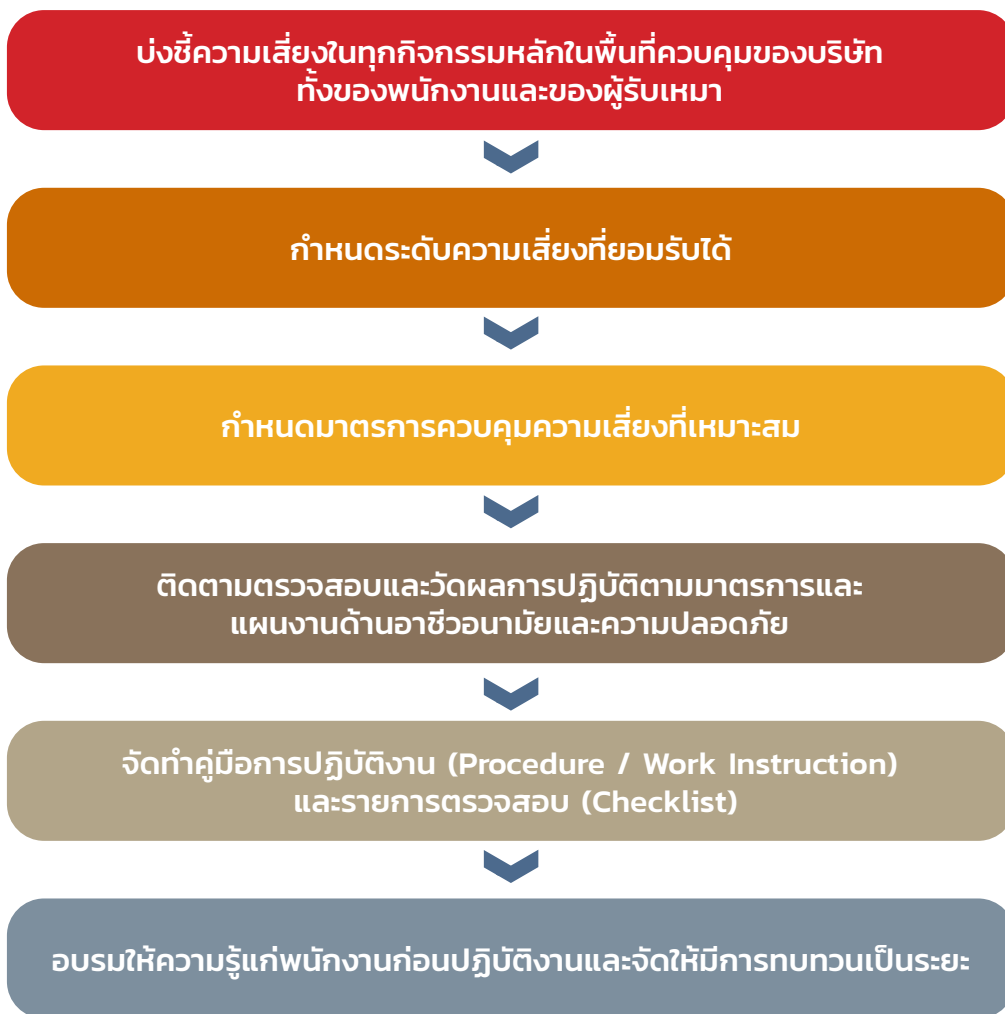 บ่งชี้ความเสี่ยงในทุกกิจกรรมหลักในพื้นที่ควบคุมของบริษัท
ทั้งของพนักงานและของผู้รับเหมา
กำหนดระดับความเสี่ยงที่ยอมรับได้
กำหนดมาตรการควบคุมความเสี่ยงที่เหมาะสม
ติดตามตรวจสอบและวัดผลการปฏิบัติตามมาตรการและ
แผนงานด้านอาชีวอนามัยและความปลอดภัย
จัดทำคู่มือการปฏิบัติงาน (Procedure / Work Instruction)
และรายการตรวจสอบ (Checklist)
อบรมให้ความรู้แก่พนักงานก่อนปฏิบัติงานและจัดให้มีการทบทวนเป็นระยะ